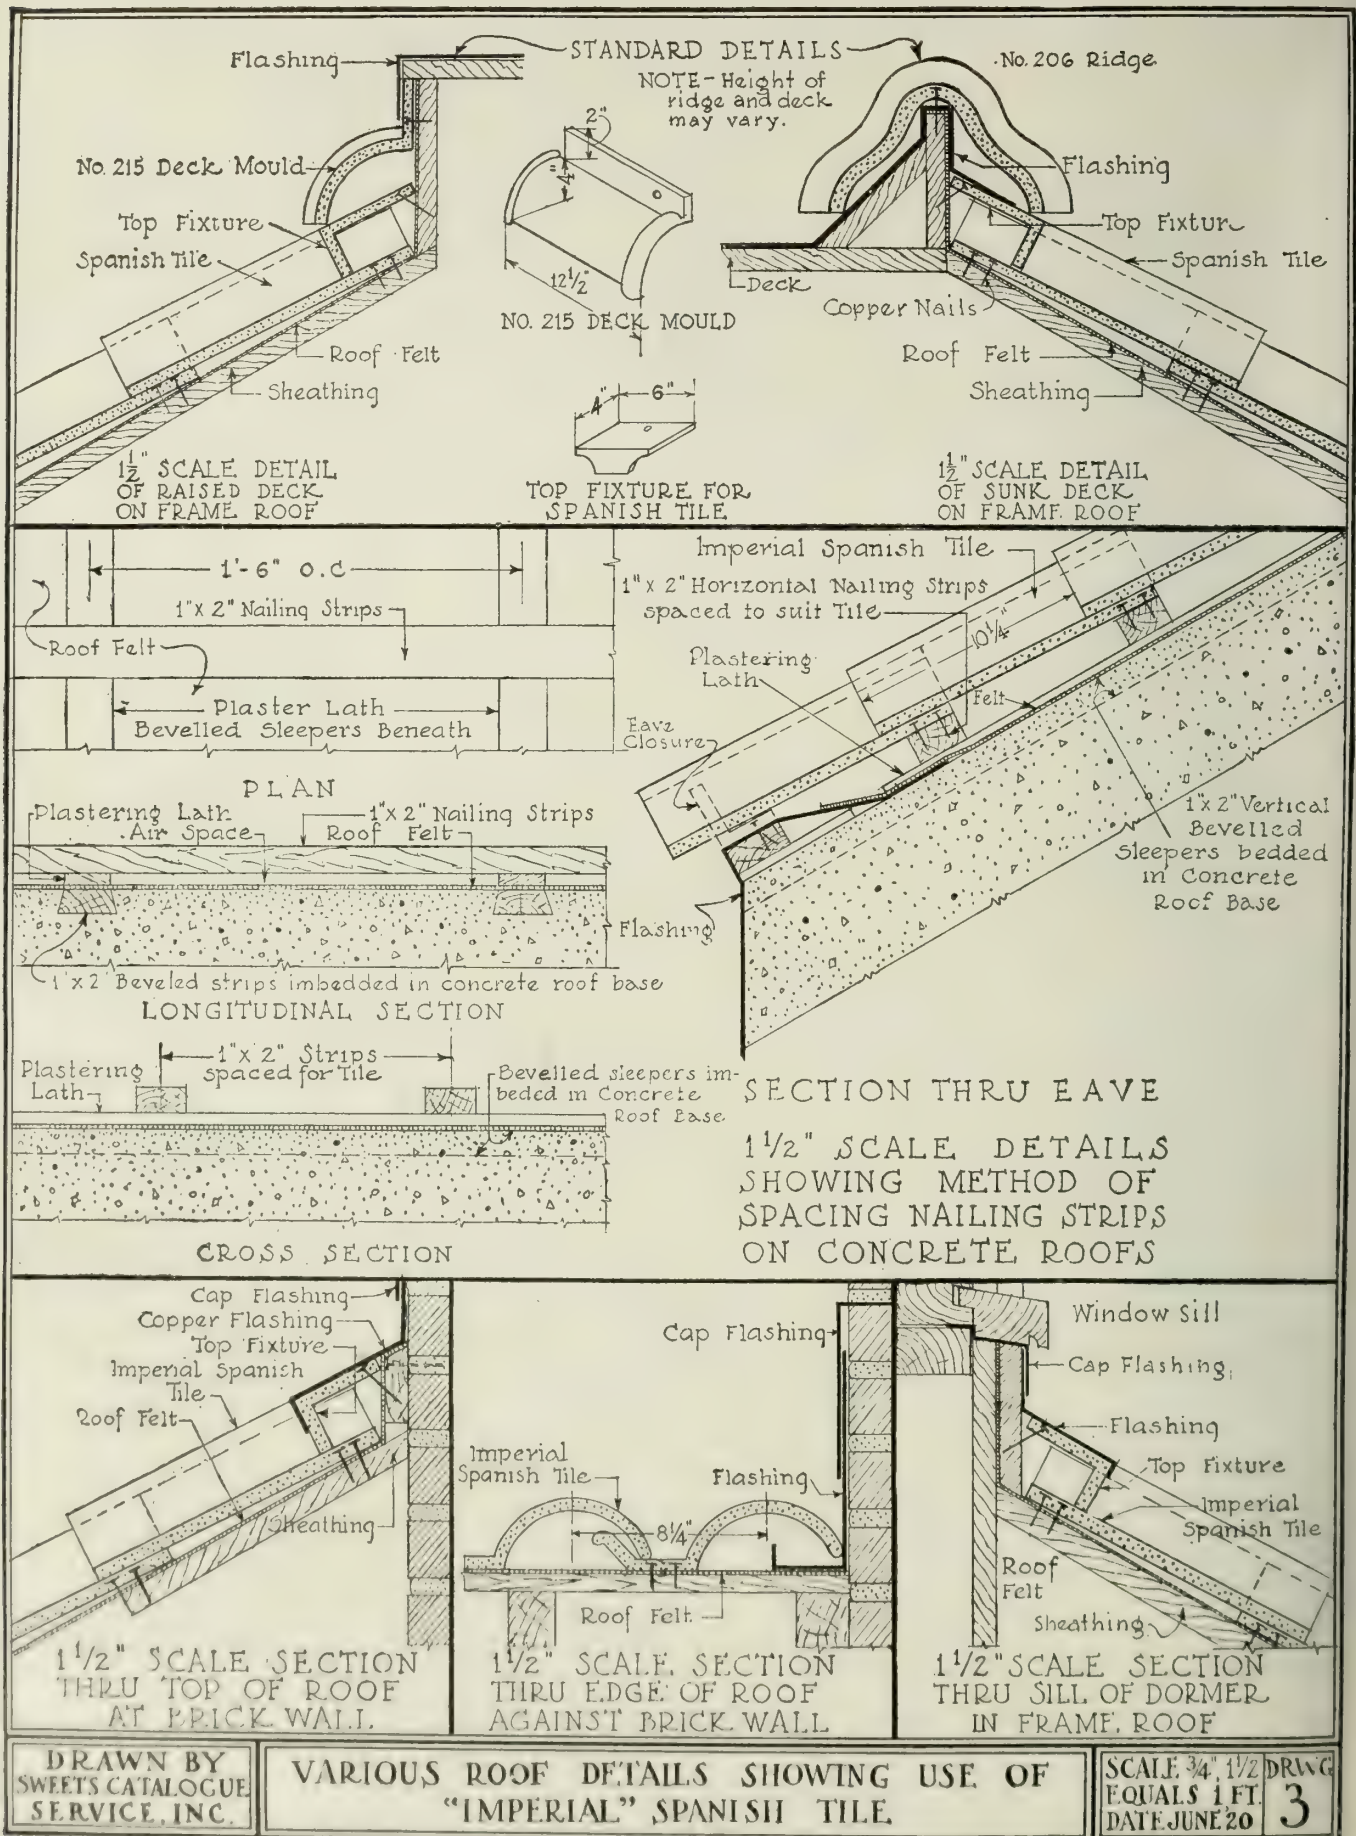 STANDARD DETAILS
NOTE - Height of
ridge and deck
may vary.
Flashing
No. 215 Deck Mould
Top Fixture
Spanish Tile
Roof Felt
Sheathing
1 1/2" SCALE DETAIL
OF RAISED DECK
ON FRAME ROOF
2"
4"
12 1/2"
NO. 215 DECK MOULD
4"
6"
TOP FIXTURE FOR
SPANISH TILE
No. 206 Ridge
Flashing
Top Fixture
Spanish Tile
Deck
Copper Nails
Roof Felt
Sheathing
1 1/2" SCALE DETAIL
OF SUNK DECK
ON FRAME ROOF
1'-6" O.C
1"x 2" Nailing Strips
Roof Felt
Plaster Lath
Bevelled Sleepers Beneath
PLAN
Plastering Lath
Air Space
1"x 2" Nailing Strips
Roof Felt
1"x 2" Beveled strips imbedded in concrete roof base
LONGITUDINAL SECTION
1"x 2" Strips
spaced for Tile
Plastering
Lath
Bevelled sleepers im-
beded in Concrete
Roof Base
CROSS SECTION
Imperial Spanish Tile
1"x 2" Horizontal Nailing Strips
spaced to suit Tile
10 1/4"
Plastering
Lath
Felt
Eave
Closure
Flashing
1"x 2" Vertical
Bevelled
Sleepers bedded
in Concrete
Roof Base
SECTION THRU EAVE
1 1/2" SCALE DETAILS
SHOWING METHOD OF
SPACING NAILING STRIPS
ON CONCRETE ROOFS
Cap Flashing
Copper Flashing
Top Fixture
Imperial Spanish
Tile
Roof Felt
Sheathing
1 1/2" SCALE SECTION
THRU TOP OF ROOF
AT BRICK WALL
Cap Flashing
Imperial
Spanish Tile
Flashing
8 1/4"
Roof Felt
1 1/2" SCALE SECTION
THRU EDGE OF ROOF
AGAINST BRICK WALL
Window Sill
Cap Flashing
Flashing
Top Fixture
Imperial
Spanish Tile
Roof
Felt
Sheathing
1 1/2" SCALE SECTION
THRU SILL OF DORMER
IN FRAME ROOF
DRAWN BY
SWEETS CATALOGUE
SERVICE, INC.
VARIOUS ROOF DETAILS SHOWING USE OF
"IMPERIAL" SPANISH TILE
SCALE 3/4", 1 1/2
EQUALS 1 FT.
DATE JUNE 20
DRWG
3